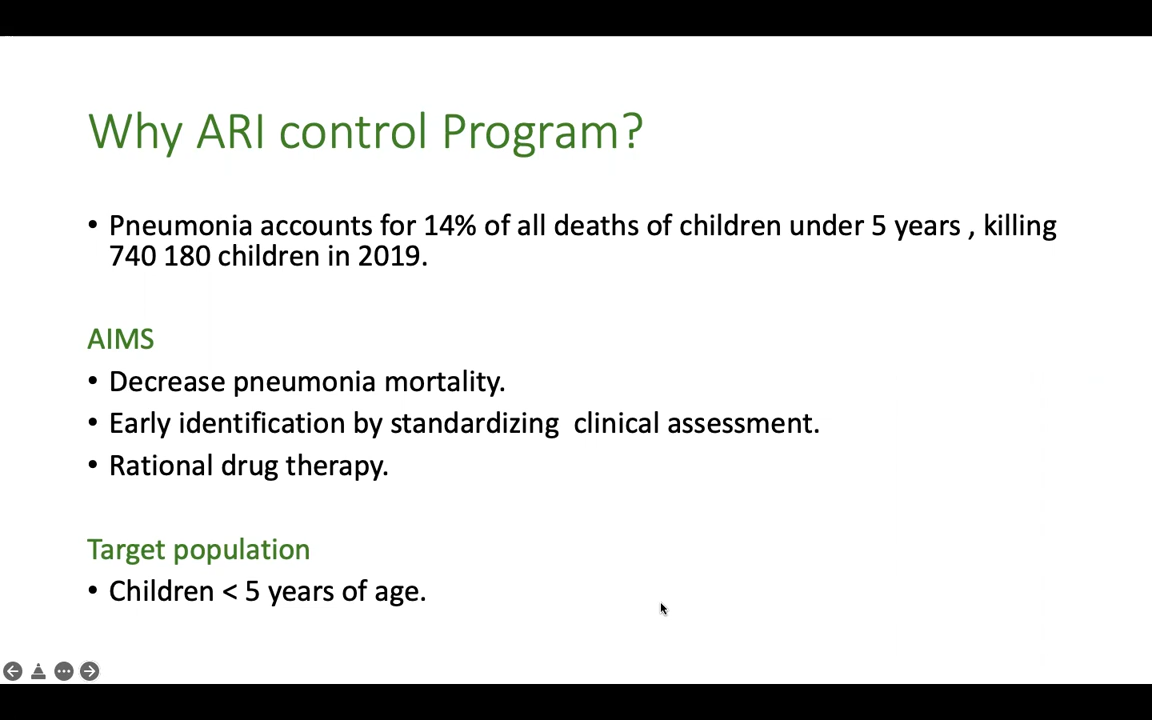 Why ARI control Program?
• Pneumonia accounts for 14% of all deaths of children under 5 years , killing
740 180 children in 2019.
AIMS
• Decrease pneumonia mortality.
• Early identification by standardizing  clinical assessment.
• Rational drug therapy.
Target population
• Children < 5 years of age.